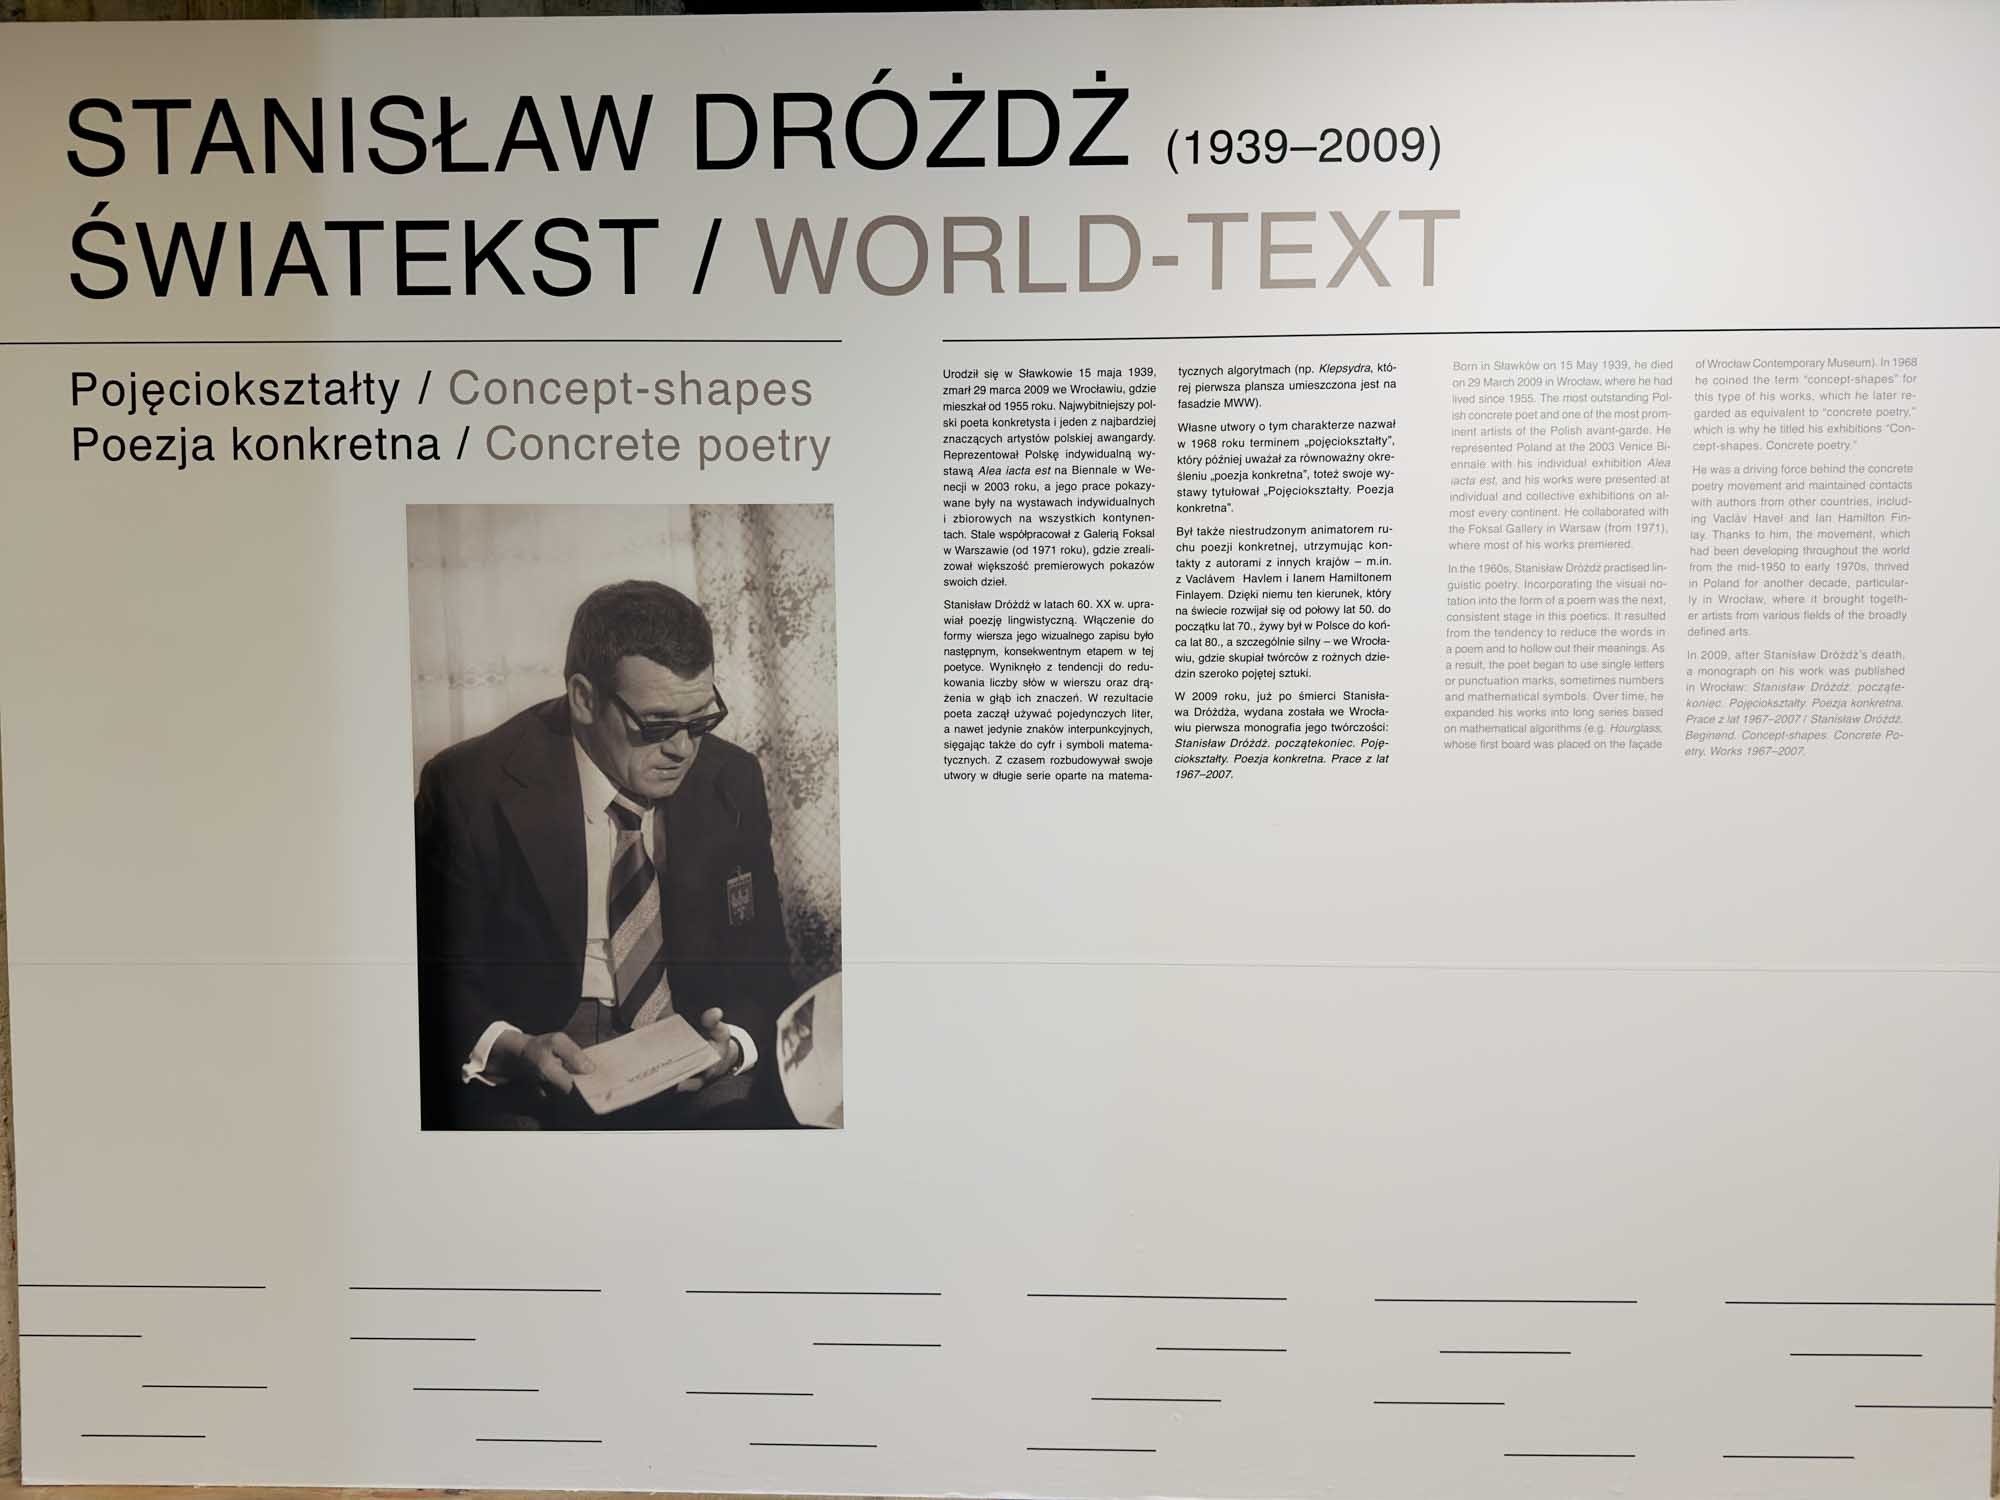 STANISŁAW DRÓŻDŻ (1939–2009)
ŚWIATEKST / WORLD-TEXT
Pojęciokształty / Concept-shapes
Poezja konkretna / Concrete poetry
Urodził się w Sławkowie 15 maja 1939,
zmarł 29 marca 2009 we Wrocławiu, gdzie
mieszkał od 1955 roku. Najwybitniejszy pol-
ski poeta konkretysta i jeden z najbardziej
znaczących artystów polskiej awangardy.
Reprezentował Polskę indywidualną wy-
stawą Alea iacta est na Biennale w We-
necji w 2003 roku, a jego prace pokazy-
wane były na wystawach indywidualnych
i zbiorowych na wszystkich kontynen-
tach. Stale współpracował z Galerią Foksal
w Warszawie (od 1971 roku), gdzie zreali-
zował większość premierowych pokazów
swoich dzieł.
Stanisław Dróżdż w latach 60. XX w. upra-
wiał poezję lingwistyczną. Włączenie do
formy wiersza jego wizualnego zapisu było
następnym, konsekwentnym etapem w tej
poetyce. Wyniknęło z tendencji do redu-
kowania liczby słów w wierszu oraz drą-
żenia w głąb ich znaczeń. W rezultacie
poeta zaczął używać pojedynczych liter,
a nawet jedynie znaków interpunkcyjnych,
sięgając także do cyfr i symboli matema-
tycznych. Z czasem rozbudowywał swoje
utwory w długie serie oparte na matema-
tycznych algorytmach (np. Klepsydra, któ-
rej pierwsza plansza umieszczona jest na
fasadzie MWW).
Własne utwory o tym charakterze nazwał
w 1968 roku terminem „pojęciokształty”,
który później uważał za równoważny okre-
śleniu „poezja konkretna”, toteż swoje wy-
stawy tytułował „Pojęciokształty. Poezja
konkretna”.
Był także niestrudzonym animatorem ru-
chu poezji konkretnej, utrzymując kon-
takty z autorami z innych krajów – m.in.
z Vaclávem Havlem i Ianem Hamiltonem
Finlayem. Dzięki niemu ten kierunek, który
na świecie rozwijał się od połowy lat 50. do
początku lat 70., żywy był w Polsce do koń-
ca lat 80., a szczególnie silny – we Wrocła-
wiu, gdzie skupiał twórców z rożnych dzie-
dzin szeroko pojętej sztuki.
W 2009 roku, już po śmierci Stanisła-
wa Dróżdża, wydana została we Wrocła-
wiu pierwsza monografia jego twórczości:
Stanisław Dróżdż. początekoniec. Poję-
ciokształty. Poezja konkretna. Prace z lat
1967–2007.
Born in Sławków on 15 May 1939, he died
on 29 March 2009 in Wrocław, where he had
lived since 1955. The most outstanding Pol-
ish concrete poet and one of the most prom-
inent artists of the Polish avant-garde. He
represented Poland at the 2003 Venice Bi-
ennale with his individual exhibition Alea
iacta est, and his works were presented at
individual and collective exhibitions on al-
most every continent. He collaborated with
the Foksal Gallery in Warsaw (from 1971),
where most of his works premiered.
In the 1960s, Stanisław Dróżdż practised lin-
guistic poetry. Incorporating the visual no-
tation into the form of a poem was the next,
consistent stage in this poetics. It resulted
from the tendency to reduce the words in
a poem and to hollow out their meanings. As
a result, the poet began to use single letters
or punctuation marks, sometimes numbers
and mathematical symbols. Over time, he
expanded his works into long series based
on mathematical algorithms (e.g. Hourglass,
whose first board was placed on the façade
of Wrocław Contemporary Museum). In 1968
he coined the term “concept-shapes” for
this type of his works, which he later re-
garded as equivalent to “concrete poetry,”
which is why he titled his exhibitions “Con-
cept-shapes. Concrete poetry.”
He was a driving force behind the concrete
poetry movement and maintained contacts
with authors from other countries, includ-
ing Vacláv Havel and Ian Hamilton Fin-
lay. Thanks to him, the movement, which
had been developing throughout the world
from the mid-1950 to early 1970s, thrived
in Poland for another decade, particular-
ly in Wrocław, where it brought togeth-
er artists from various fields of the broadly
defined arts.
In 2009, after Stanisław Dróżdż’s death,
a monograph on his work was published
in Wrocław: Stanisław Dróżdż. począte-
koniec. Pojęciokształty. Poezja konkretna.
Prace z lat 1967–2007 / Stanisław Dróżdż.
Beginend. Concept-shapes. Concrete Po-
etry. Works 1967–2007.